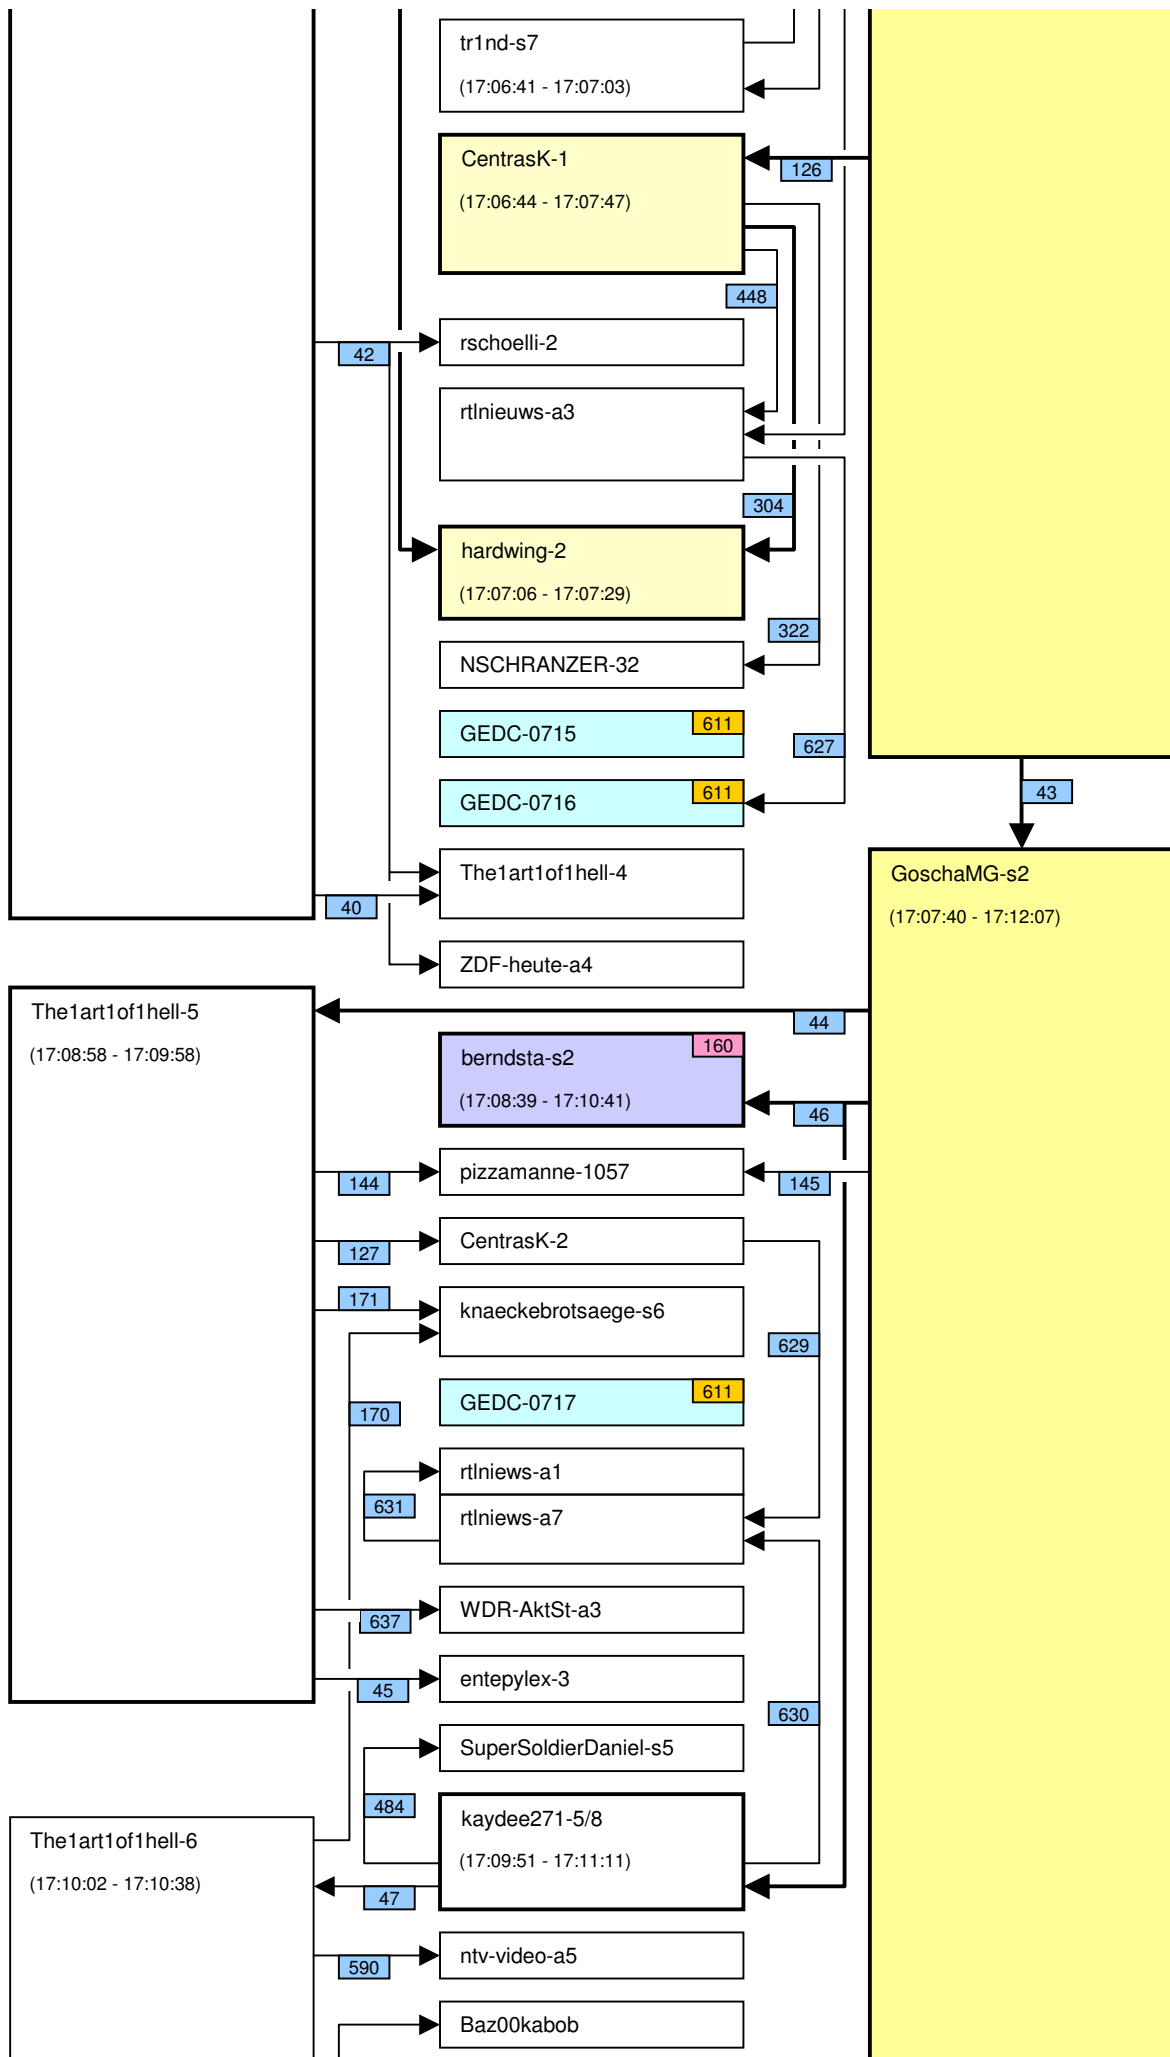 tr1nd-s7
(17:06:41 - 17:07:03)
CentrasK-1
126
(17:06:44 - 17:07:47)
448
rschoelli-2
42
rtlnieuws-a3
304
hardwing-2
(17:07:06 - 17:07:29)
322
NSCHRANZER-32
611
GEDC-0715
627
611
GEDC-0716
43
The1art1of1hell-4
GoschaMG-s2
40
(17:07:40 - 17:12:07)
ZDF-heute-a4
The1art1of1hell-5
44
(17:08:58 - 17:09:58)
160
berndsta-s2
(17:08:39 - 17:10:41)
46
pizzamanne-1057
144
145
CentrasK-2
127
171
knaeckebrotsaege-s6
629
611
GEDC-0717
170
rtlniews-a1
631
rtlniews-a7
WDR-AktSt-a3
637
entepylex-3
45
630
SuperSoldierDaniel-s5
484
kaydee271-5/8
The1art1of1hell-6
(17:09:51 - 17:11:11)
(17:10:02 - 17:10:38)
47
ntv-video-a5
590
Baz00kabob